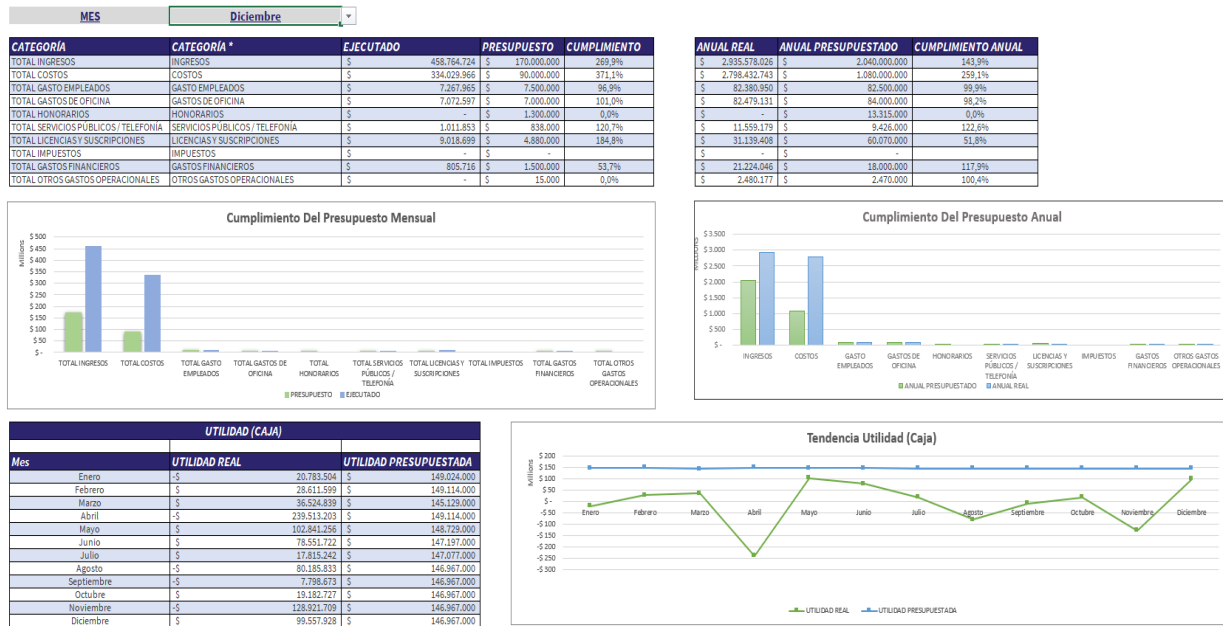 MES Diciembre
CATEGORÍA CATEGORÍA * EJECUTADO PRESUPUESTO CUMPLIMIENTO ANUAL REAL ANUAL PRESUPUESTADO CUMPLIMIENTO ANUAL
TOTAL INGRESOS INGRESOS $ 458.764.724 $ 170.000.000 269,9% $ 2.935.578.026 $ 2.040.000.000 143,9%
TOTAL COSTOS COSTOS $ 334.029.966 $ 90.000.000 371,1% $ 2.798.432.743 $ 1.080.000.000 259,1%
TOTAL GASTO EMPLEADOS GASTO EMPLEADOS $ 7.267.965 $ 7.500.000 96,9% $ 82.380.950 $ 82.500.000 99,9%
TOTAL GASTOS DE OFICINA GASTOS DE OFICINA $ 7.072.597 $ 7.000.000 101,0% $ 82.479.131 $ 84.000.000 98,2%
TOTAL HONORARIOS HONORARIOS $ - $ 1.300.000 0,0% $ - $ 13.315.000 0,0%
TOTAL SERVICIOS PÚBLICOS / TELEFONÍA SERVICIOS PÚBLICOS / TELEFONÍA $ 1.011.853 $ 838.000 120,7% $ 11.559.179 $ 9.426.000 122,6%
TOTAL LICENCIAS Y SUSCRIPCIONES LICENCIAS Y SUSCRIPCIONES $ 9.018.699 $ 4.880.000 184,8% $ 31.139.408 $ 60.070.000 51,8%
TOTAL IMPUESTOS IMPUESTOS $ - $ - $ - $ -
TOTAL GASTOS FINANCIEROS GASTOS FINANCIEROS $ 805.716 $ 1.500.000 53,7% $ 21.224.046 $ 18.000.000 117,9%
TOTAL OTROS GASTOS OPERACIONALES OTROS GASTOS OPERACIONALES $ - $ 15.000 0,0% $ 2.480.177 $ 2.470.000 100,4%
Cumplimiento Del Presupuesto Mensual
Millions
$ 500
$ 450
$ 400
$ 350
$ 300
$ 250
$ 200
$ 150
$ 100
$ 50
$ -
TOTAL INGRESOS TOTAL COSTOS TOTAL GASTO EMPLEADOS TOTAL GASTOS DE OFICINA TOTAL HONORARIOS TOTAL SERVICIOS PÚBLICOS / TELEFONÍA TOTAL LICENCIAS Y SUSCRIPCIONES TOTAL IMPUESTOS TOTAL GASTOS FINANCIEROS TOTAL OTROS GASTOS OPERACIONALES
PRESUPUESTO EJECUTADO
Cumplimiento Del Presupuesto Anual
$ 3.500
$ 3.000
$ 2.500
$ 2.000
$ 1.500
$ 1.000
$ 500
$ -
INGRESOS COSTOS GASTO EMPLEADOS GASTOS DE OFICINA HONORARIOS SERVICIOS PÚBLICOS / TELEFONÍA LICENCIAS Y SUSCRIPCIONES IMPUESTOS GASTOS FINANCIEROS OTROS GASTOS OPERACIONALES
ANUAL PRESUPUESTADO ANUAL REAL
UTILIDAD (CAJA)
Mes UTILIDAD REAL UTILIDAD PRESUPUESTADA
Enero -$ 20.783.504 $ 149.024.000
Febrero $ 28.611.599 $ 149.114.000
Marzo $ 36.524.839 $ 145.129.000
Abril -$ 239.513.203 $ 149.114.000
Mayo $ 102.841.256 $ 148.729.000
Junio $ 78.551.722 $ 147.197.000
Julio $ 17.815.242 $ 147.077.000
Agosto -$ 80.185.833 $ 146.967.000
Septiembre -$ 7.798.673 $ 146.967.000
Octubre $ 19.182.727 $ 146.967.000
Noviembre -$ 128.921.709 $ 146.967.000
Diciembre $ 99.557.928 $ 146.967.000
Tendencia Utilidad (Caja)
Millions
$ 200
$ 150
$ 100
$ 50
$ -
-$ 50
-$ 100
-$ 150
-$ 200
-$ 250
-$ 300
Enero Febrero Marzo Abril Mayo Junio Julio Agosto Septiembre Octubre Noviembre Diciembre
UTILIDAD REAL UTILIDAD PRESUPUESTADA